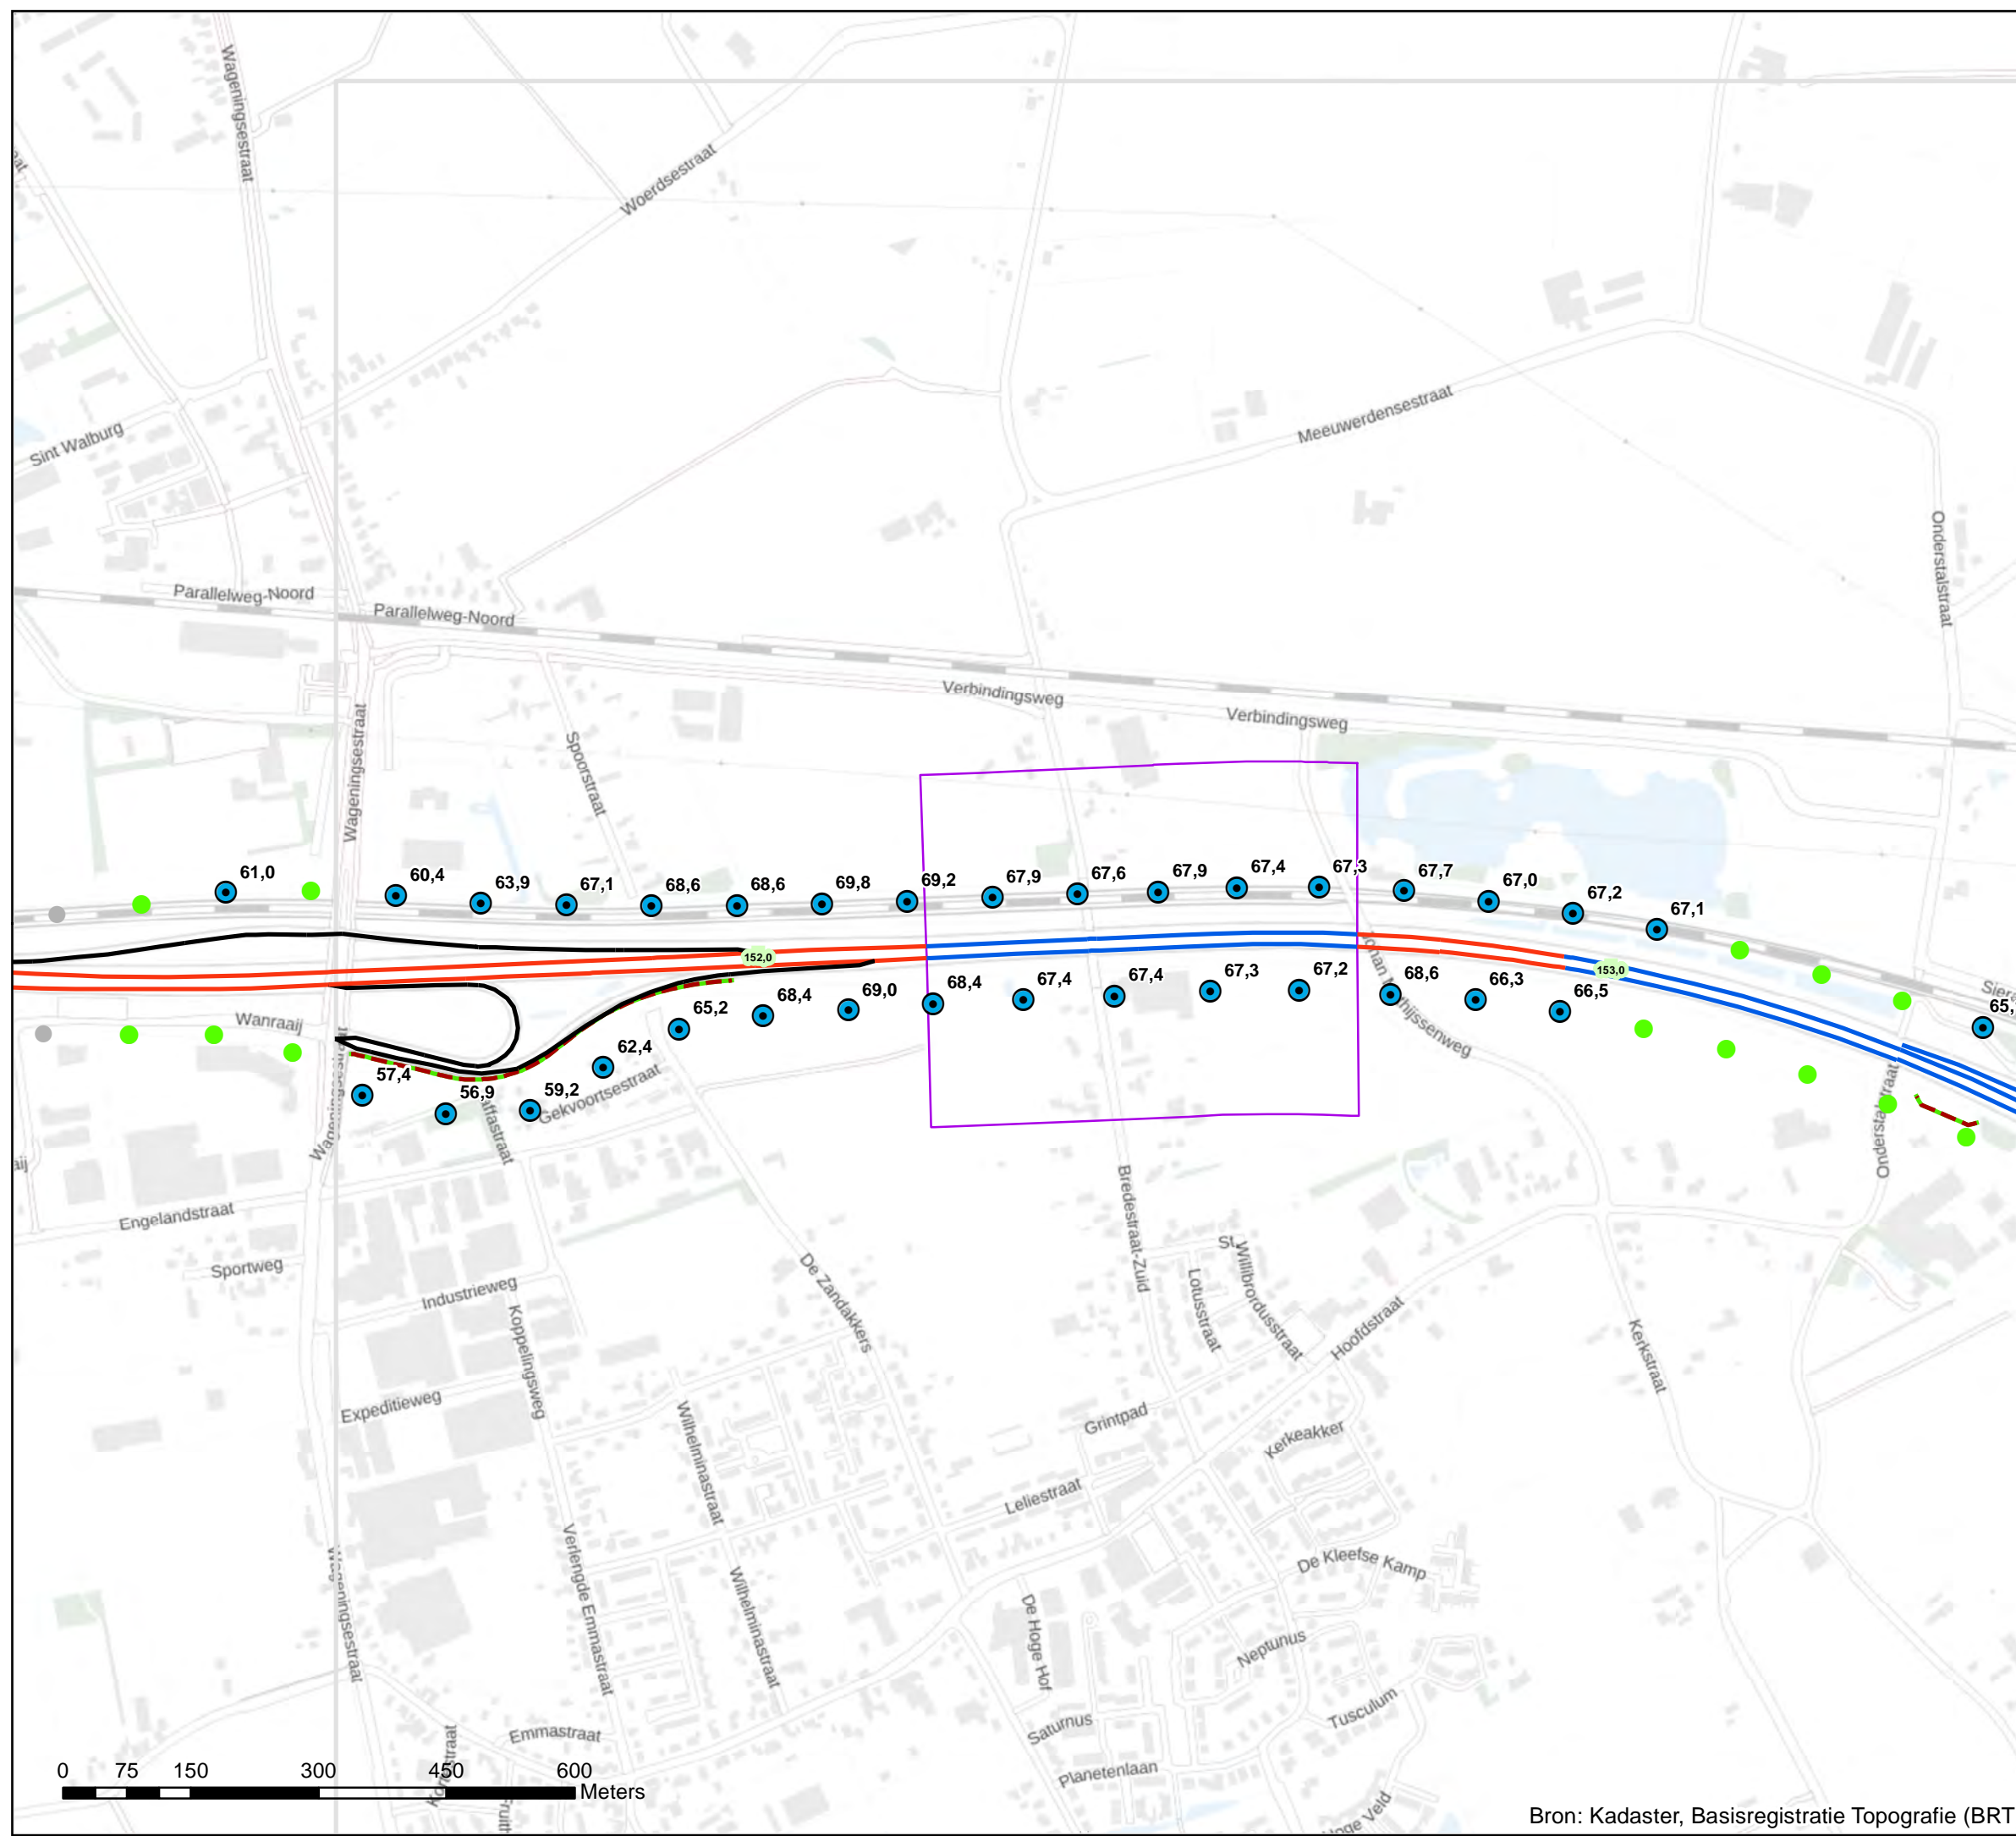 Wageningsestraat
Woerdsestraat
Sint Walburg
Meeuwerdensestraat
Onderstalstraat
Parallelweg-Noord
Parallelweg-Noord
Verbindingsweg
Verbindingsweg
Wageningsestraat
Spoorstraat
61,0
60,4
63,9
67,1
68,6
68,6
69,8
69,2
67,9
67,6
67,9
67,4
67,3
67,7
67,0
67,2
67,1
152,0
153,0
65,
Wanraaij
57,4
56,9
59,2
62,4
65,2
68,4
69,0
68,4
67,4
67,4
67,3
67,2
68,6
66,3
66,5
Gekvoortsestraat
Engelandstraat
Sportweg
Industrieweg
Koppelingsweg
Expeditieweg
De Zandakkers
Bredestraat-Zuid
St. Willibrordusstraat
Lotusstraat
Hoofdstraat
Kerkstraat
Grintpad
Kerkeakker
Leliestraat
Wilhelminastraat
Wilhelminastraat
Verlengde Emmastraat
Wageningsestraat
De Kleefse Kamp
De Hoge Hof
Neptunus
Tusculum
Saturnus
Planetenlaan
Emmastraat
0 75 150 300 450 600
Meters
Bron: Kadaster, Basisregistratie Topografie (BRT